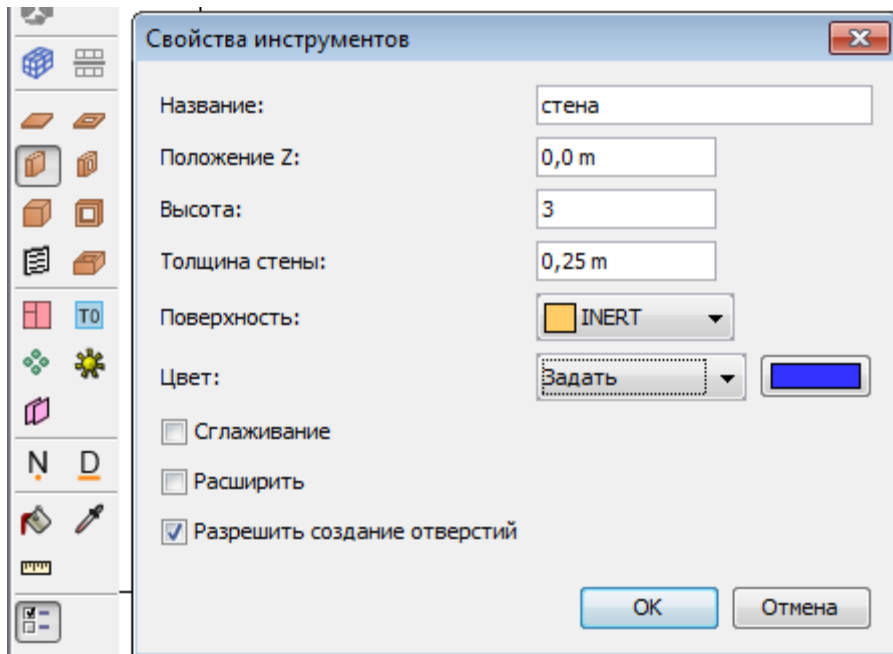 Свойства инструментов
Название: стена
Положение Z: 0,0 m
Высота: 3
Толщина стены: 0,25 m
Поверхность: INERT
Цвет: Задать
Сглаживание
Расширить
T0
Разрешить создание отверстий
N D
OK Отмена